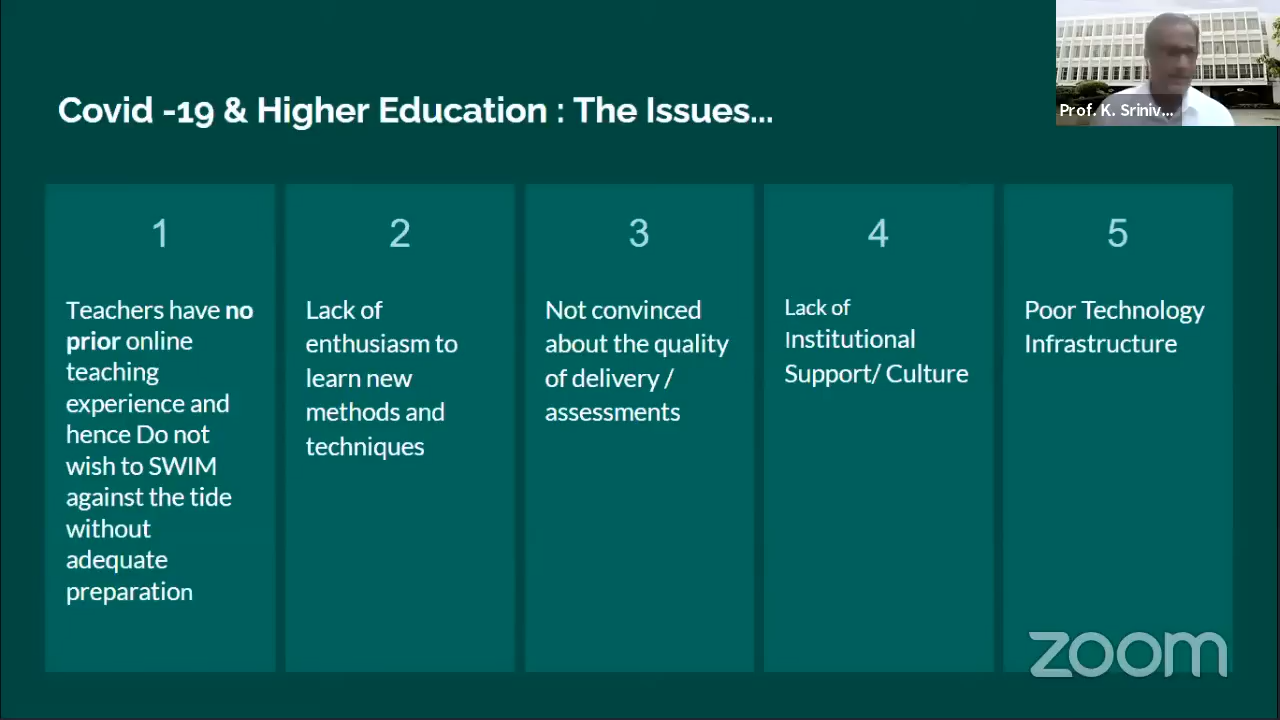 Covid -19 & Higher Education : The Issues...
Prof. K. Sriniv...
1
Teachers have no
prior online
teaching
experience and
hence Do not
wish to SWIM
against the tide
without
adequate
preparation
2
Lack of
enthusiasm to
learn new
methods and
techniques
3
Not convinced
about the quality
of delivery /
assessments
4
Lack of
Institutional
Support/ Culture
5
Poor Technology
Infrastructure
zoom